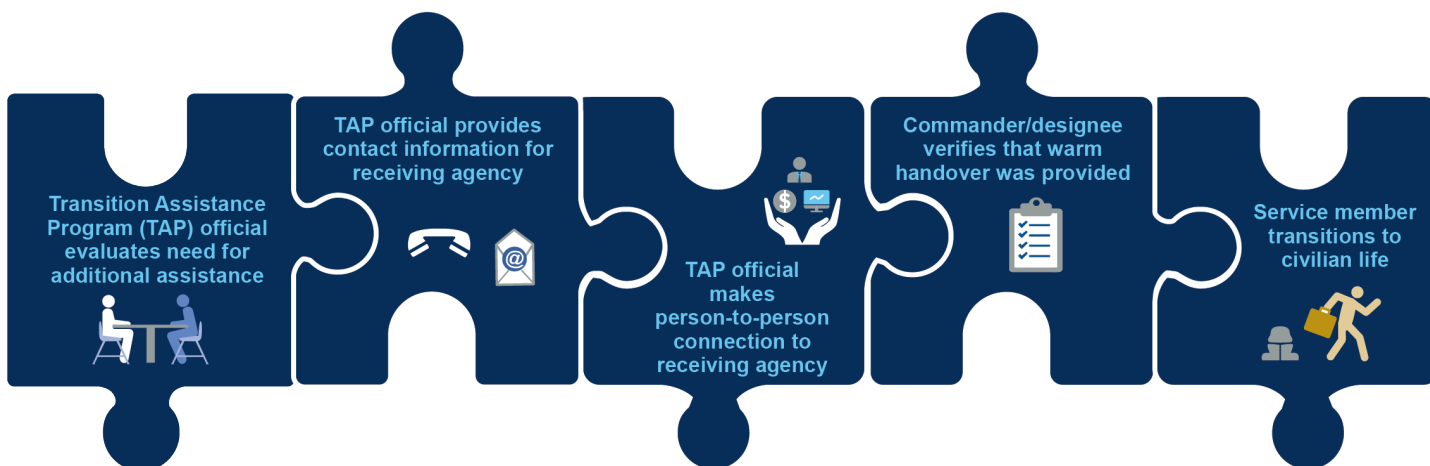 Transition Assistance
Program (TAP) official
evaluates need for
additional assistance
TAP official provides
contact information for
receiving agency
@
$
TAP official
makes
person-to-person
connection to
receiving agency
Commander/designee
verifies that warm
handover was provided
Service member
transitions to
civilian life